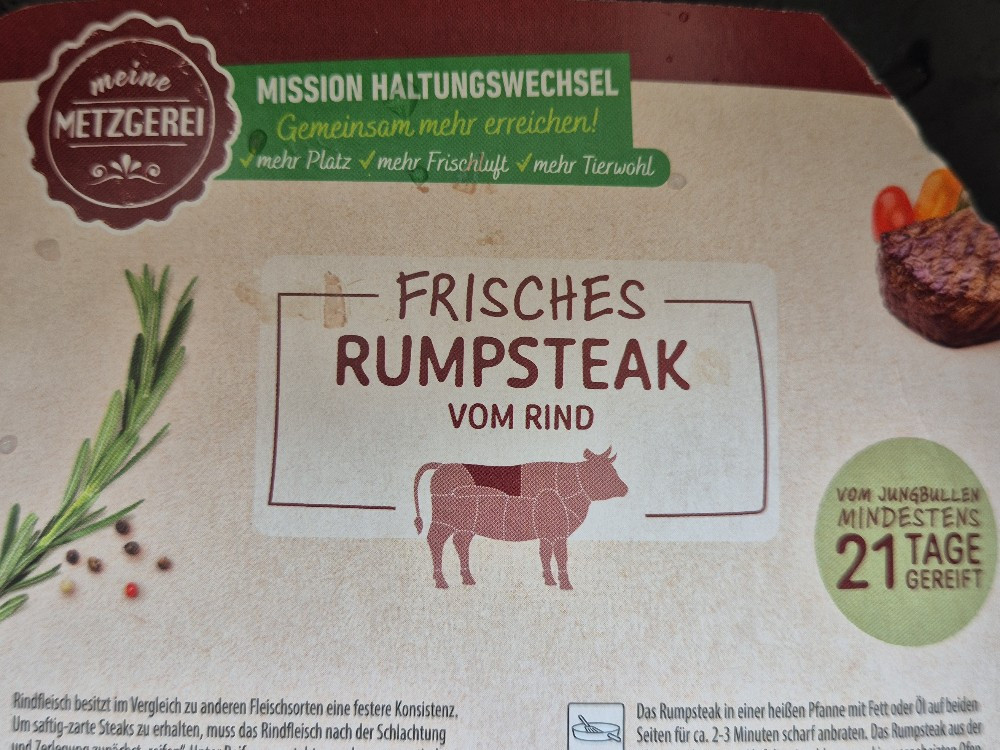 meine
METZGEREI
MISSION HALTUNGSWECHSEL
Gemeinsam mehr erreichen!
✓mehr Platz ✓mehr Frischluft ✓mehr Tierwohl
FRISCHES
RUMPSTEAK
VOM RIND
VOM JUNGBULLEN
MINDESTENS
21 TAGE
GEREIFT
Rindfleisch besitzt im Vergleich zu anderen Fleischsorten eine festere Konsistenz.
Um saftig-zarte Steaks zu erhalten, muss das Rindfleisch nach der Schlachtung
und Zerlegung zunächst
Das Rumpsteak in einer heißen Pfanne mit Fett oder Öl auf beiden
Seiten für ca. 2-3 Minuten scharf anbraten. Das Rumpsteak aus der